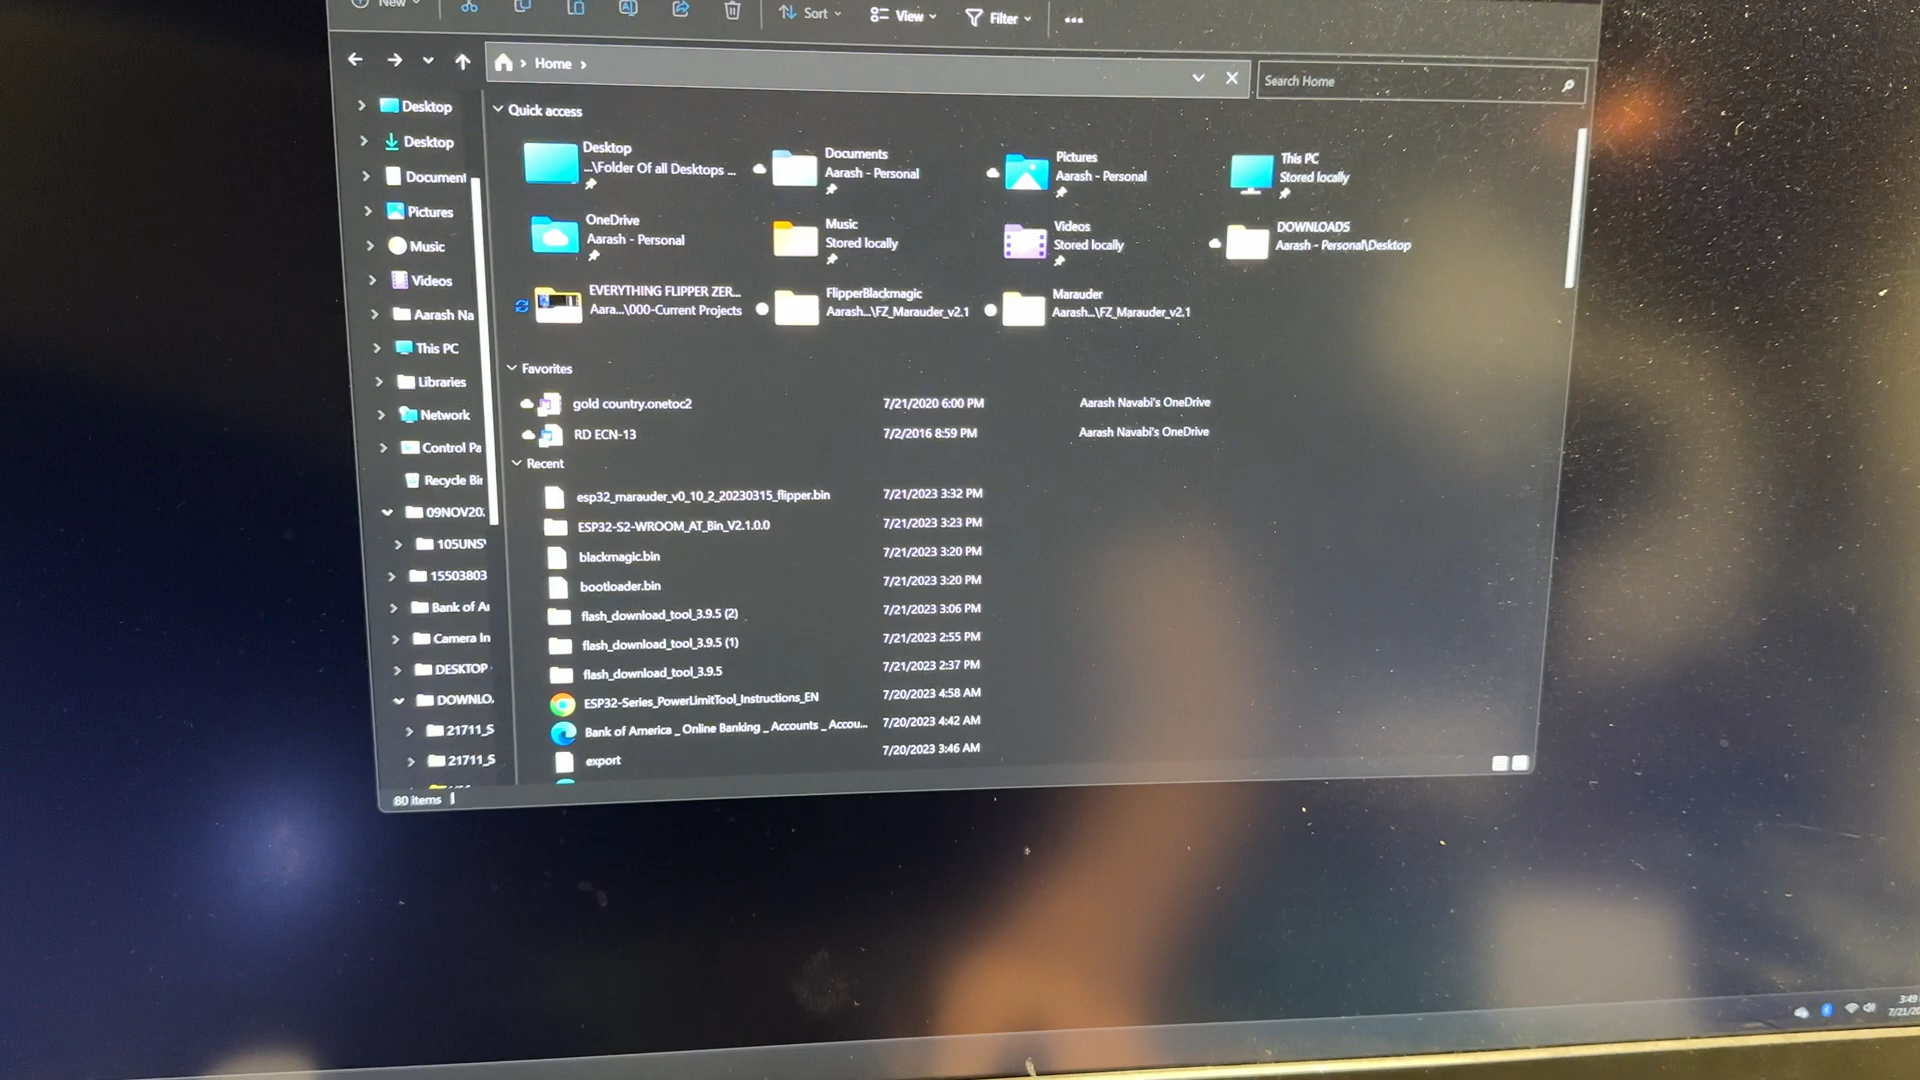 New
Sort
View
Filter
Home
Search Home
Desktop
Desktop
Document
Pictures
Music
Videos
Aarash Na
This PC
Libraries
Network
Control Pa
Recycle Bin
09NOV20
105UNS
15503803
Bank of A
Camera In
DESKTOP
DOWNLO
21711_S
21711_S
80 items
Quick access
Desktop
...\Folder Of all Desktops ...
Documents
Aarash - Personal
Pictures
Aarash - Personal
This PC
Stored locally
OneDrive
Aarash - Personal
Music
Stored locally
Videos
Stored locally
DOWNLOADS
Aarash - Personal\Desktop
EVERYTHING FLIPPER ZER...
Aara...\000-Current Projects
FlipperBlackmagic
Aarash...\FZ_Marauder_v2.1
Marauder
Aarash...\FZ_Marauder_v2.1
Favorites
gold country.onetoc2 7/21/2020 6:00 PM Aarash Navabi's OneDrive
RD ECN-13 7/2/2016 8:59 PM Aarash Navabi's OneDrive
Recent
esp32_marauder_v0_10_2_20230315_flipper.bin 7/21/2023 3:32 PM
ESP32-S2-WROOM_AT_Bin_V2.1.0.0 7/21/2023 3:23 PM
blackmagic.bin 7/21/2023 3:20 PM
bootloader.bin 7/21/2023 3:20 PM
flash_download_tool_3.9.5 (2) 7/21/2023 3:06 PM
flash_download_tool_3.9.5 (1) 7/21/2023 2:55 PM
flash_download_tool_3.9.5 7/21/2023 2:37 PM
ESP32-Series_PowerLimitTool_Instructions_EN 7/20/2023 4:58 AM
Bank of America _ Online Banking _ Accounts _ Accou... 7/20/2023 4:42 AM
export 7/20/2023 3:46 AM
3:49
7/21/20